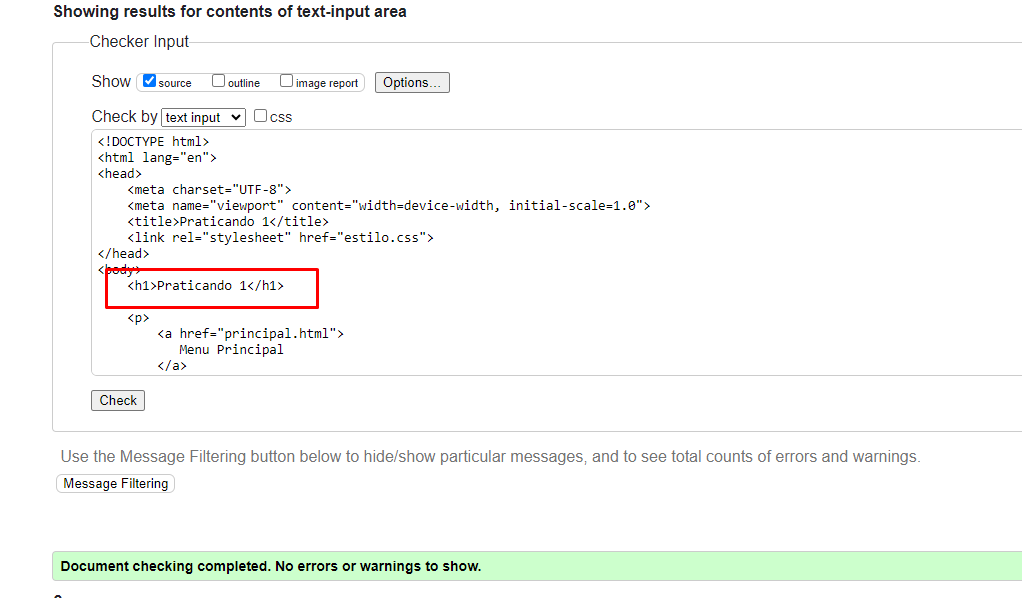 Showing results for contents of text-input area
Checker Input
Show source outline image report Options...
Check by text input css
<!DOCTYPE html>
<html lang="en">
<head>
    <meta charset="UTF-8">
    <meta name="viewport" content="width=device-width, initial-scale=1.0">
    <title>Praticando 1</title>
    <link rel="stylesheet" href="estilo.css">
</head>
<body>
    <h1>Praticando 1</h1>
    <p>
        <a href="principal.html">
           Menu Principal
        </a>
Check
Use the Message Filtering button below to hide/show particular messages, and to see total counts of errors and warnings.
Message Filtering
Document checking completed. No errors or warnings to show.